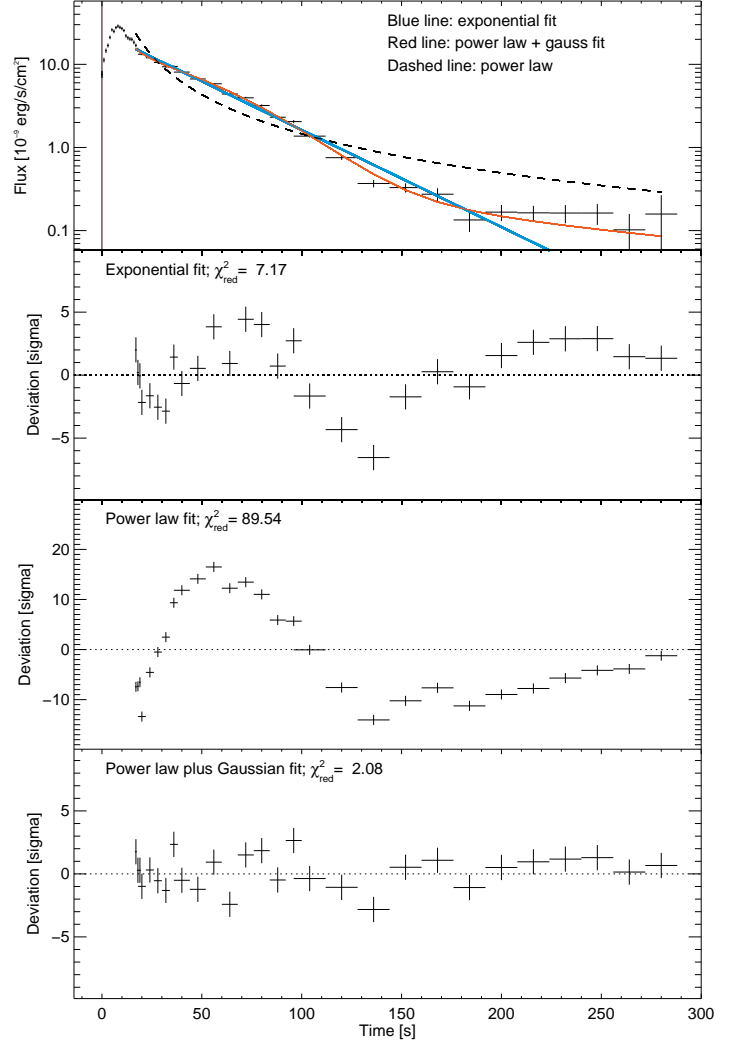 Blue line: exponential fit
Red line: power law + gauss fit
Dashed line: power law
10.0
1.0
0.1
Flux [10⁻⁹ erg/s/cm²]
Exponential fit; χ²red= 7.17
5
0
−5
Deviation [sigma]
Power law fit; χ²red= 89.54
20
10
0
−10
Deviation [sigma]
Power law plus Gaussian fit; χ²red= 2.08
5
0
−5
Deviation [sigma]
0 50 100 150 200 250 300
Time [s]